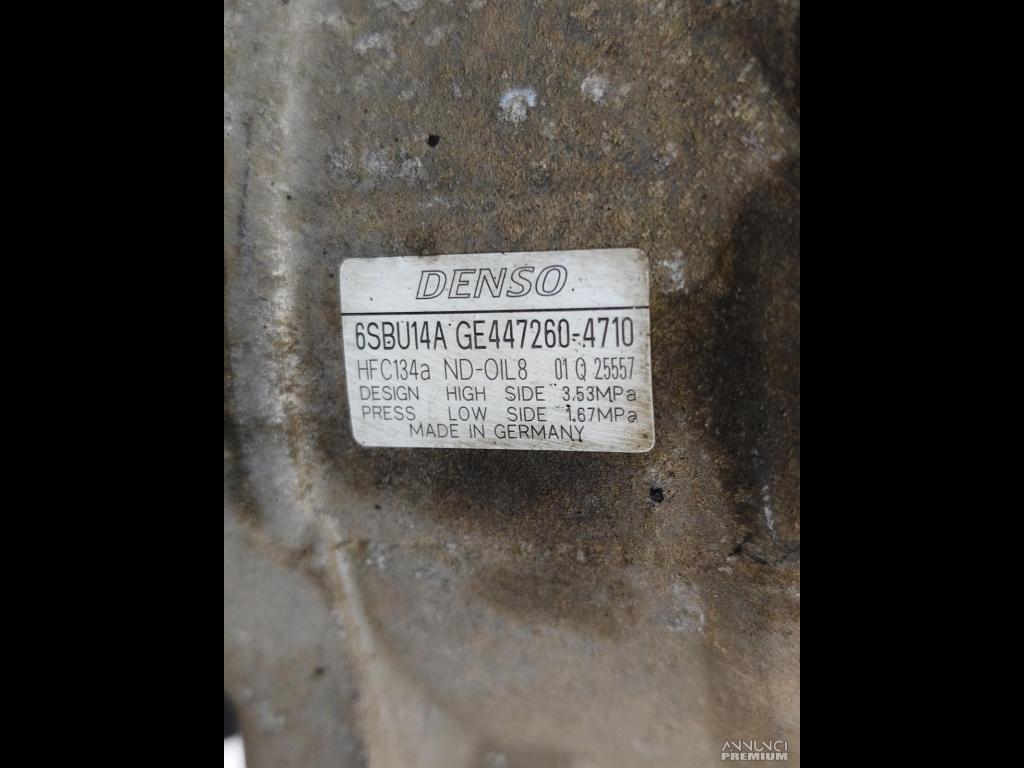 DENSO
6SBU14A GE447260-4710
HFC134a ND-OIL8 01 Q 25557
DESIGN HIGH SIDE 3.53MPa
PRESS LOW SIDE 1.67MPa
MADE IN GERMANY
ANNUNCI
PREMIUM